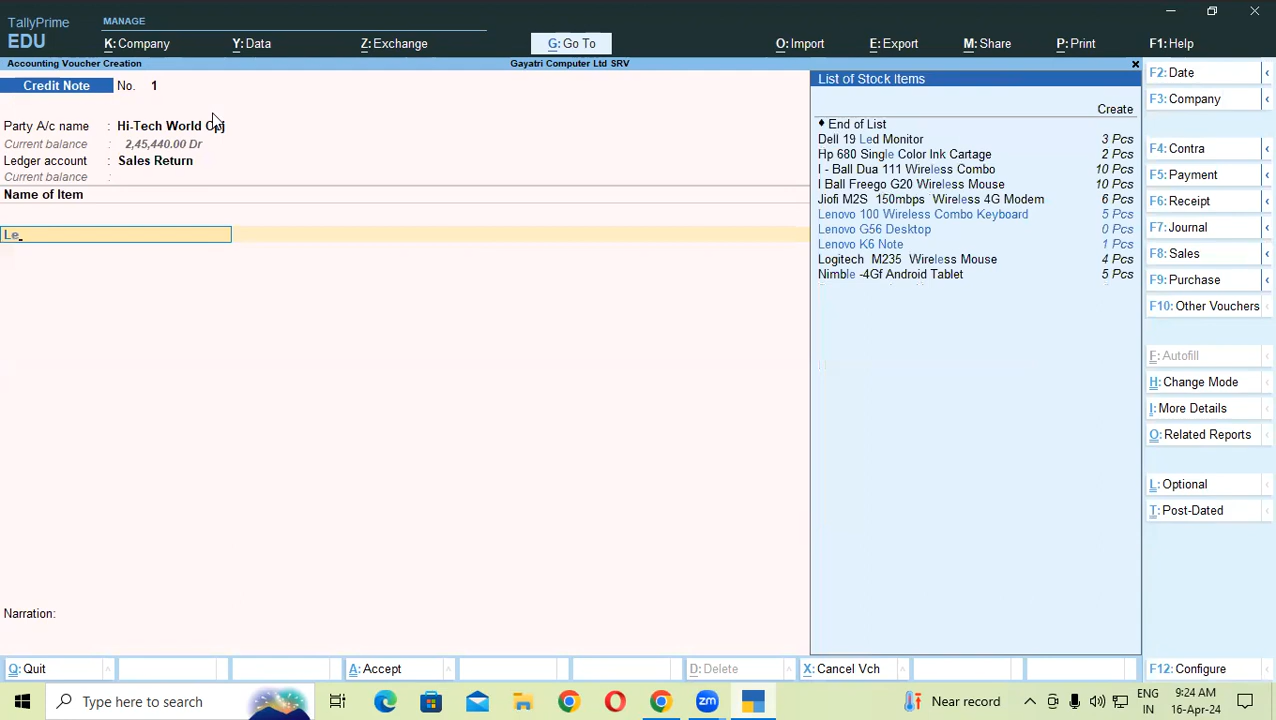 TallyPrime
EDU
MANAGE
K: Company
Y: Data
Z: Exchange
G: Go To
O: Import
E: Export
M: Share
P: Print
F1: Help
Accounting Voucher Creation
Gayatri Computer Ltd SRV
Credit Note No. 1
Party A/c name : Hi-Tech World
Current balance : 2,45,440.00 Dr
Ledger account : Sales Return
Current balance :
Name of Item
Le
Narration:
List of Stock Items
Create
♦ End of List
Dell 19 Led Monitor 3 Pcs
Hp 680 Single Color Ink Cartage 2 Pcs
I - Ball Dua 111 Wireless Combo 10 Pcs
I Ball Freego G20 Wireless Mouse 10 Pcs
Jiofi M2S 150mbps Wireless 4G Modem 6 Pcs
Lenovo 100 Wireless Combo Keyboard 5 Pcs
Lenovo G56 Desktop 0 Pcs
Lenovo K6 Note 1 Pcs
Logitech M235 Wireless Mouse 4 Pcs
Nimble -4Gf Android Tablet 5 Pcs
F2: Date
F3: Company
F4: Contra
F5: Payment
F6: Receipt
F7: Journal
F8: Sales
F9: Purchase
F10: Other Vouchers
F: Autofill
H: Change Mode
I: More Details
O: Related Reports
L: Optional
T: Post-Dated
Q: Quit
A: Accept
D: Delete
X: Cancel Vch
F12: Configure
Type here to search
zm
Near record
ENG
IN
9:24 AM
16-Apr-24